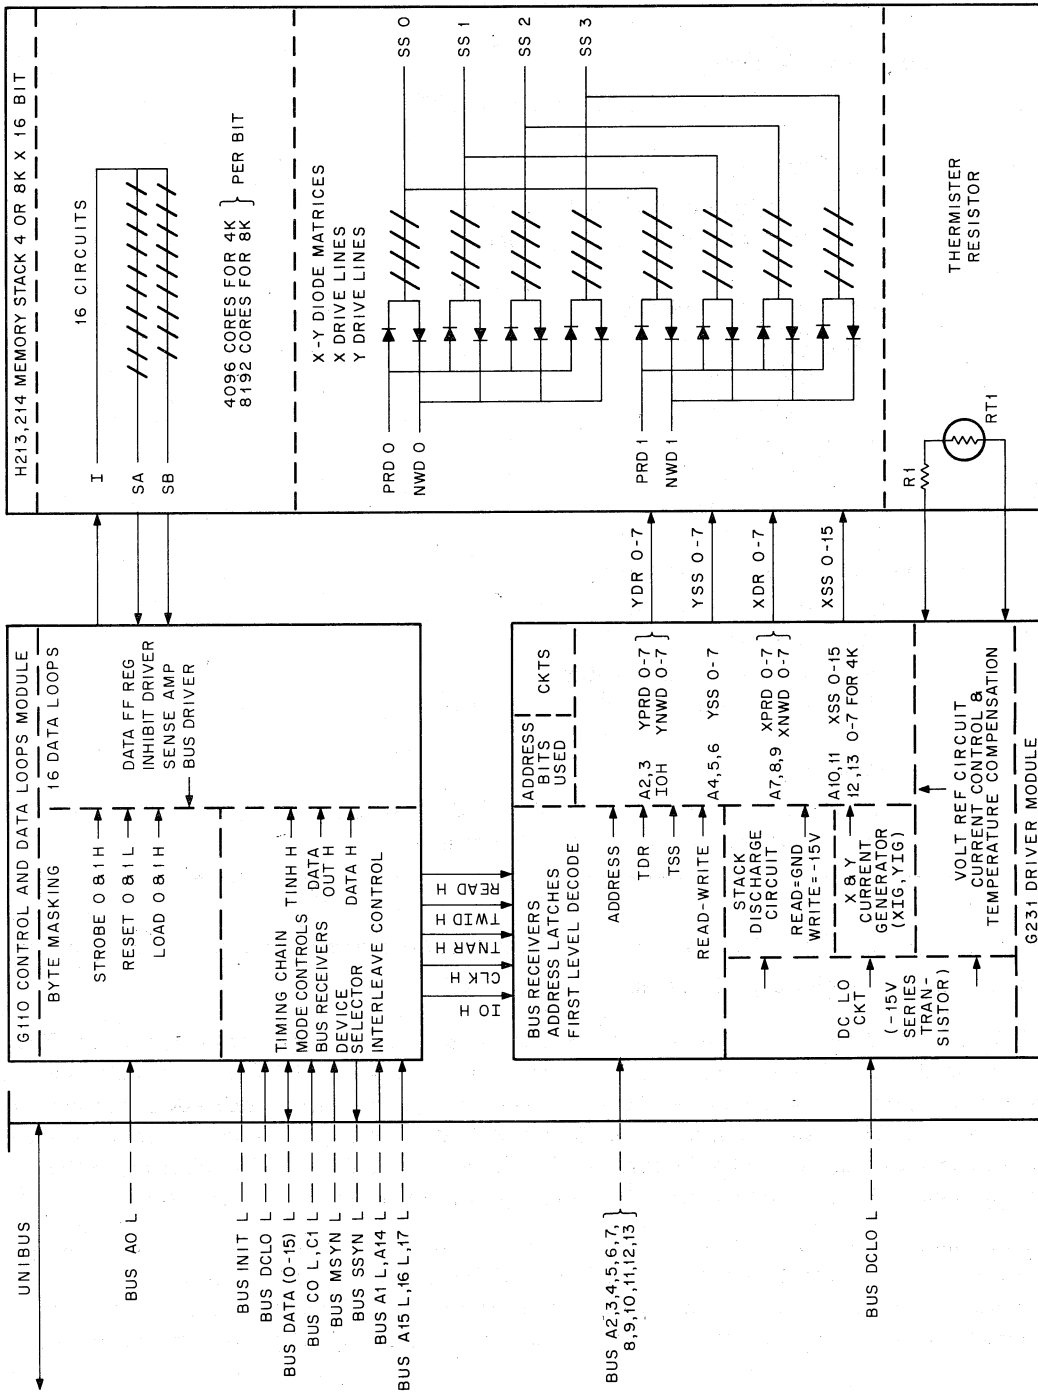 UNIBUS
BUS A0 L
BUS INIT L
BUS DCLO L
BUS DATA (0-15) L
BUS C0 L, C1 L
BUS MSYN L
BUS SSYN L
BUS A1 L, A14 L
BUS A15 L, 16 L, 17 L
BUS A2,3,4,5,6,7,
8,9,10,11,12,13
BUS DCLO L
G110 CONTROL AND DATA LOOPS MODULE
BYTE MASKING
STROBE 0 & 1 H
RESET 0 & 1 L
LOAD 0 & 1 H
16 DATA LOOPS
DATA FF REG
INHIBIT DRIVER
SENSE AMP
BUS DRIVER
TIMING CHAIN
MODE CONTROLS
BUS RECEIVERS
DEVICE
SELECTOR
INTERLEAVE CONTROL
TINH H
DATA
OUT H
DATA H
READ H
TWID H
TNAR H
CLK H
IO H
BUS RECEIVERS
ADDRESS LATCHES
FIRST LEVEL DECODE
ADDRESS
TDR
TSS
READ-WRITE
ADDRESS
BITS
USED
CKTS
A2,3
IOH
YPRD 0-7
YNWD 0-7
A4,5,6
YSS 0-7
A7,8,9
XPRD 0-7
XNWD 0-7
A10,11
12,13
XSS 0-15
0-7 FOR 4K
STACK
DISCHARGE
CIRCUIT
READ=GND
WRITE=-15V
X & Y
CURRENT
GENERATOR
(XIG,YIG)
DC LO
CKT
(-15V
SERIES
TRAN-
SISTOR)
VOLT REF CIRCUIT
CURRENT CONTROL &
TEMPERATURE COMPENSATION
G231 DRIVER MODULE
YDR 0-7
YSS 0-7
XDR 0-7
XSS 0-15
H213,214 MEMORY STACK 4 OR 8K X 16 BIT
I
SA
SB
16 CIRCUITS
4096 CORES FOR 4K
8192 CORES FOR 8K
PER BIT
X-Y DIODE MATRICES
X DRIVE LINES
Y DRIVE LINES
PRD 0
NWD 0
PRD 1
NWD 1
SS 0
SS 1
SS 2
SS 3
THERMISTER
RESISTOR
R1
RT1